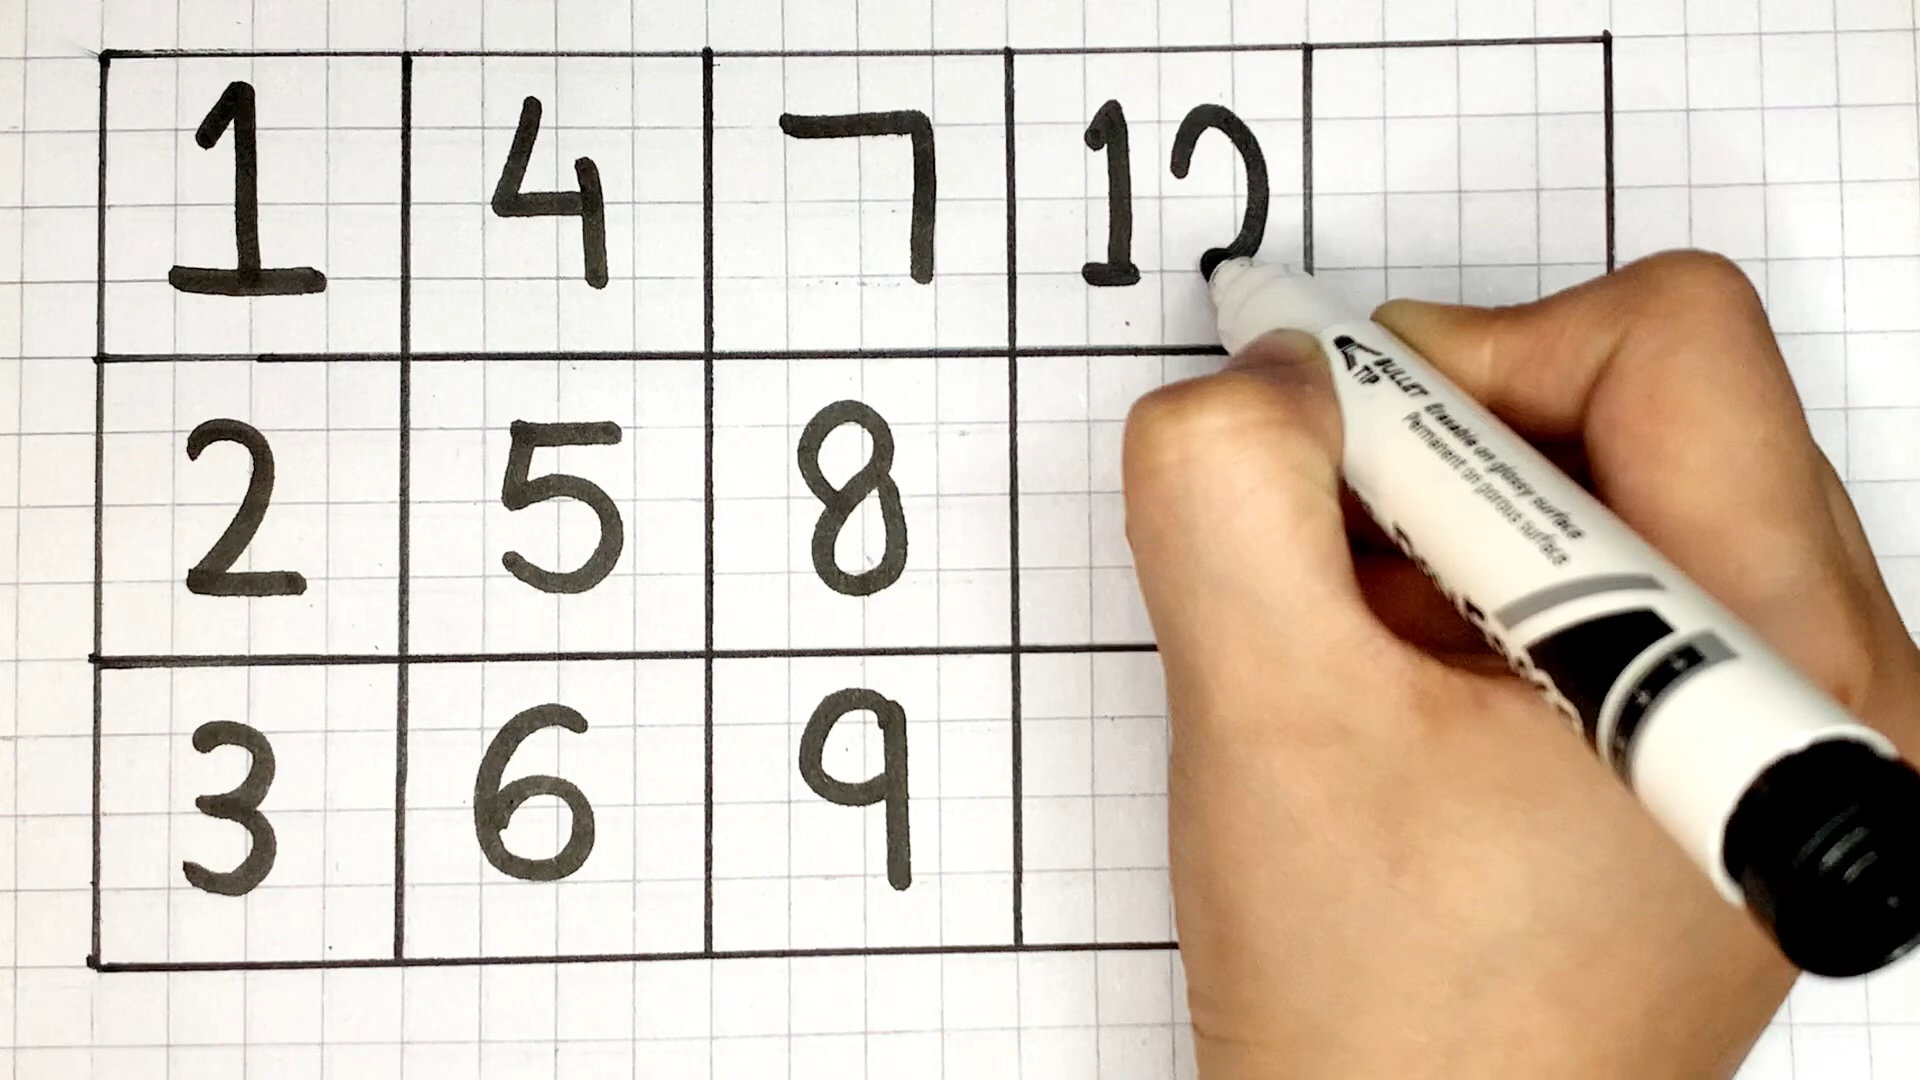 1 4 7 10
2 5 8
3 6 9
BULLET
TIP
Erasable on glossy surface
Permanent on porous surface